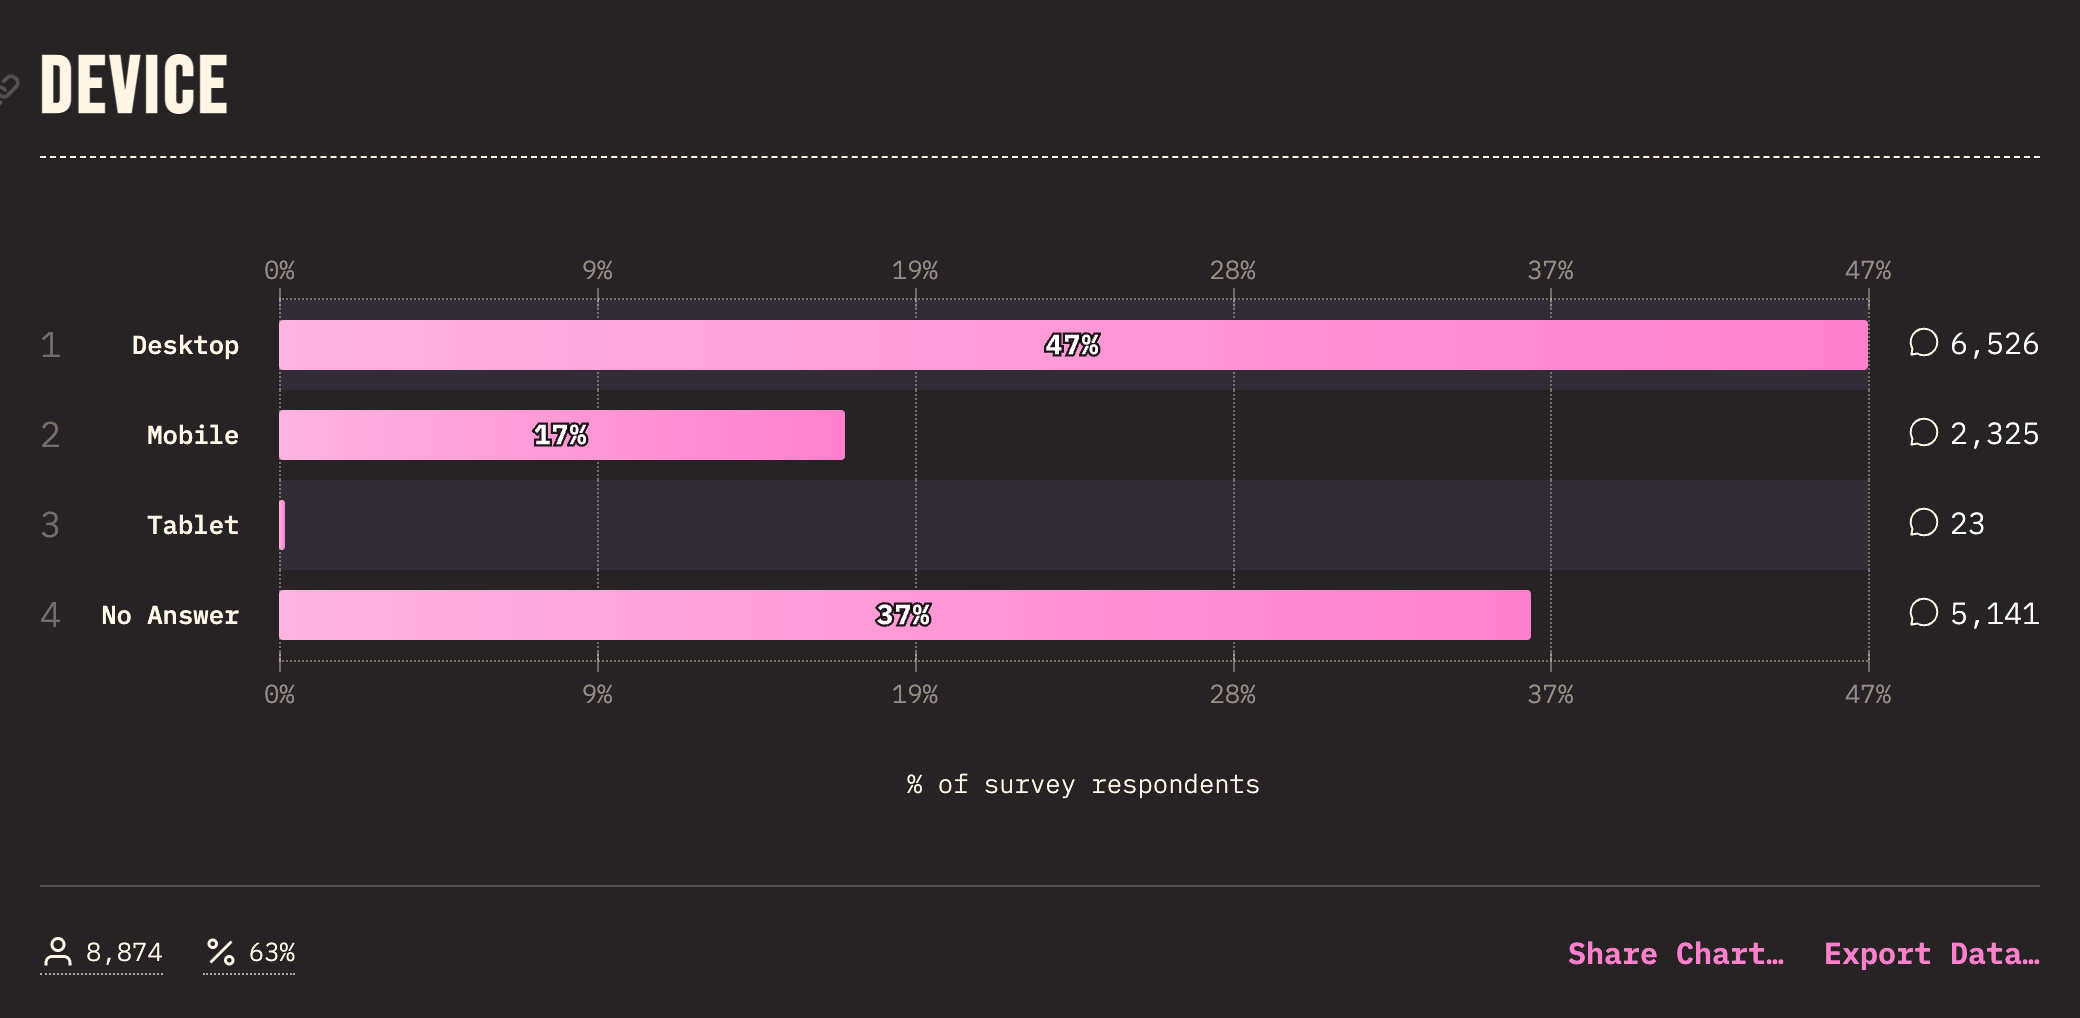 DEVICE
0% 9% 19% 28% 37% 47%
1 Desktop 47% 6,526
2 Mobile 17% 2,325
3 Tablet 23
4 No Answer 37% 5,141
0% 9% 19% 28% 37% 47%
% of survey respondents
8,874 63% Share Chart… Export Data…